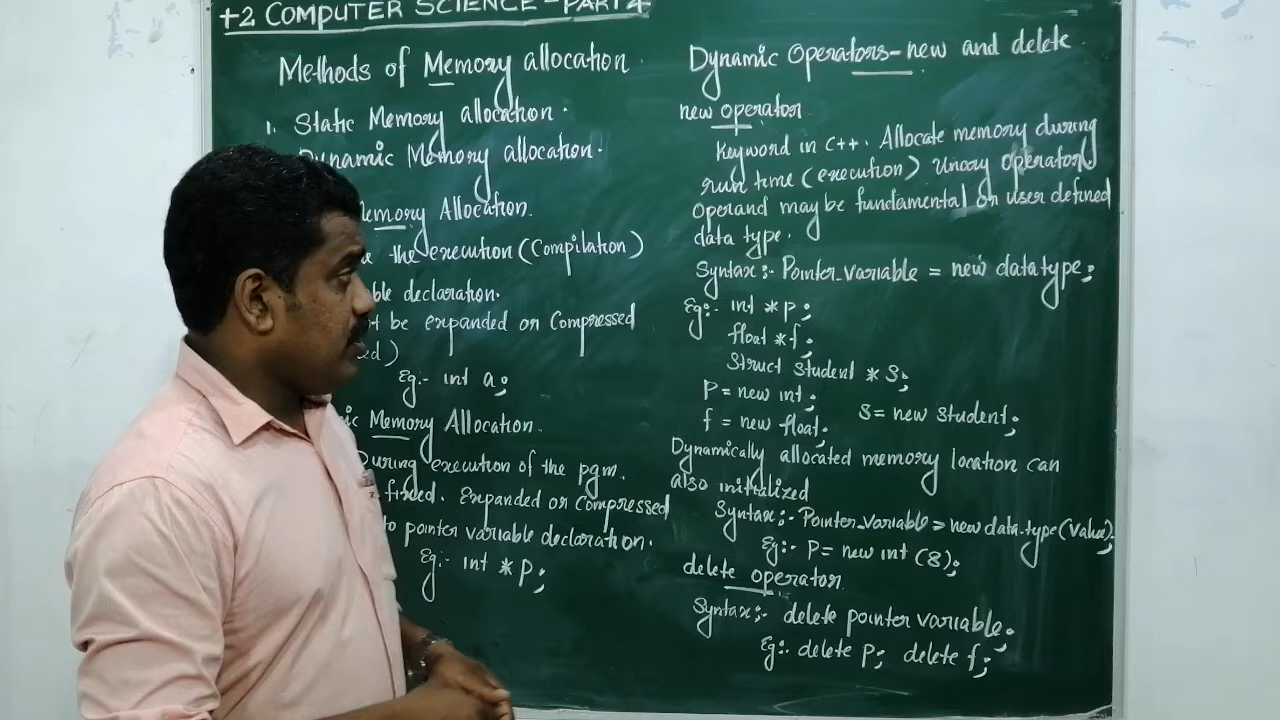 +2 COMPUTER SCIENCE - PART 4
Methods of Memory allocation.
1. Static Memory allocation.
Dynamic Memory allocation.
Memory Allocation.
the execution (Compilation)
declaration.
be expanded or Compressed
Eg:- int a;
Memory Allocation.
During execution of the pgm.
fixed. Expanded or Compressed
to pointer variable declaration.
Eg:- int *p;
Dynamic Operators - new and delete
new operator
Keyword in C++. Allocate memory during
run time (execution) Unary operator.
Operand may be fundamental or user defined
data type.
Syntax:- Pointer_variable = new datatype;
Eg:- int *p;
float *f;
Struct Student *S;
P = new int;
f = new float;
S = new Student;
Dynamically allocated memory location can
also initialized
Syntax:- Pointer_Variable = new data-type(Value);
Eg:- P = new int (8);
delete operator
Syntax:- delete pointer variable.
Eg:- delete p; delete f;